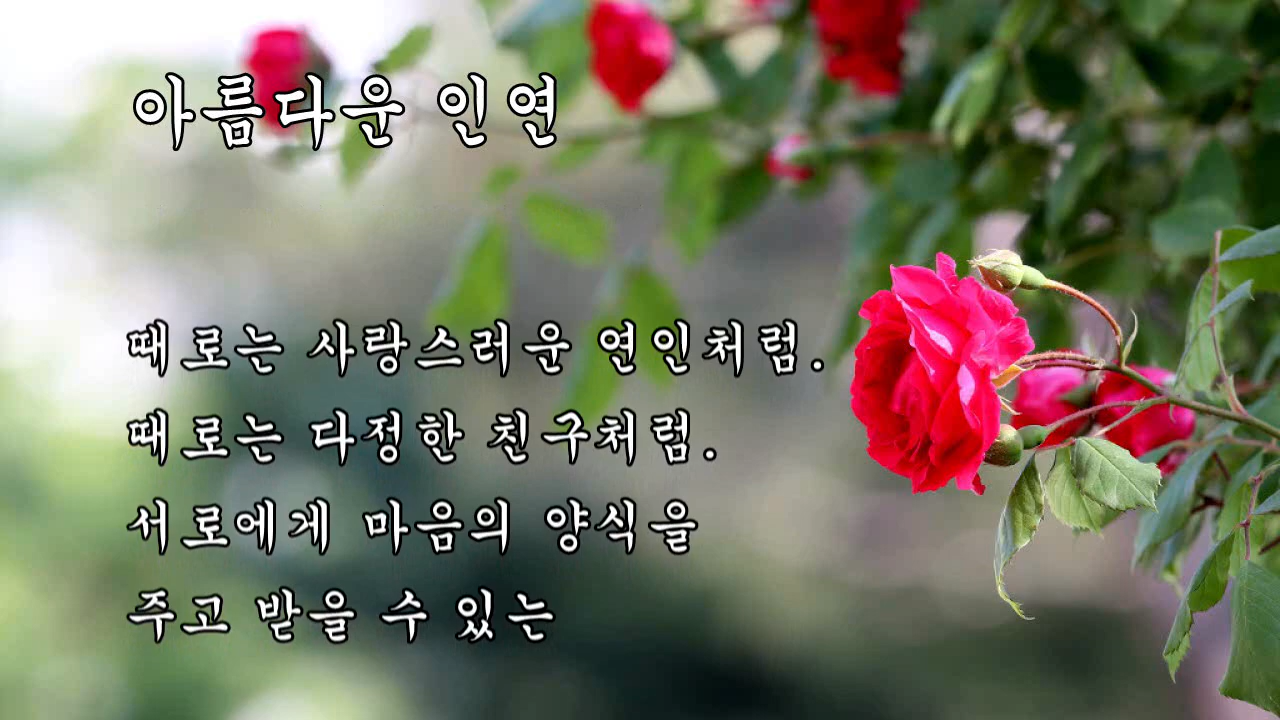 아름다운 인연
때로는 사랑스러운 연인처럼.
때로는 다정한 친구처럼.
서로에게 마음의 양식을
주고 받을 수 있는